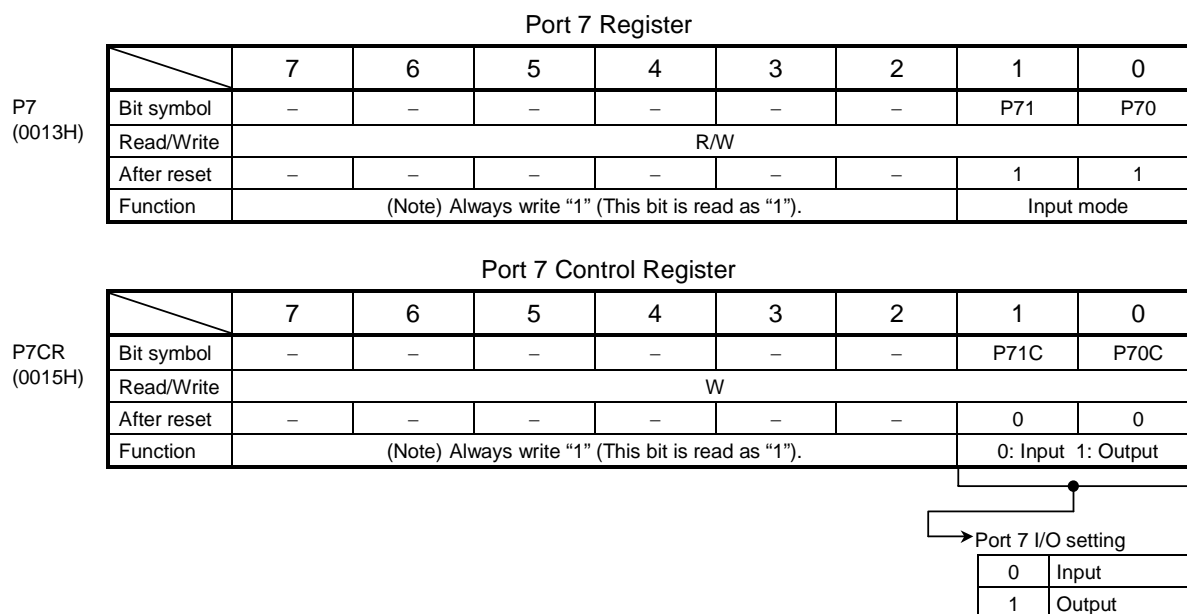 Port 7 Register
7 6 5 4 3 2 1 0
P7
(0013H)
Bit symbol – – – – – – P71 P70
Read/Write R/W
After reset – – – – – – 1 1
Function (Note) Always write “1” (This bit is read as “1”). Input mode
Port 7 Control Register
7 6 5 4 3 2 1 0
P7CR
(0015H)
Bit symbol – – – – – – P71C P70C
Read/Write W
After reset – – – – – – 0 0
Function (Note) Always write “1” (This bit is read as “1”). 0: Input 1: Output
Port 7 I/O setting
0 Input
1 Output